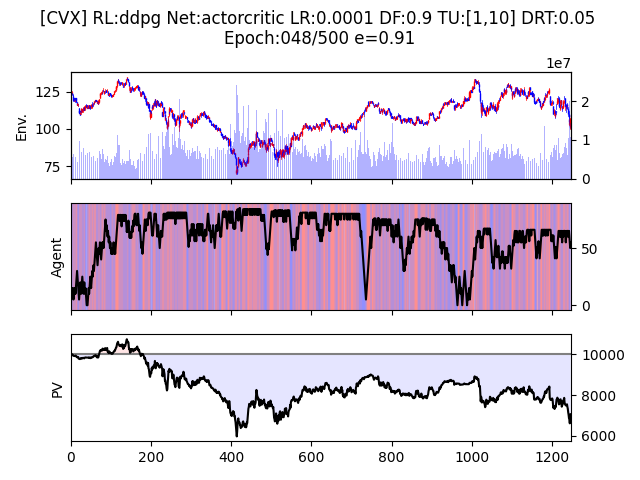 [CVX] RL:ddpg Net:actorcritic LR:0.0001 DF:0.9 TU:[1,10] DRT:0.05
Epoch:048/500 e=0.91
1e7
Env.
125
100
75
2
1
0
Agent
50
0
PV
10000
8000
6000
0 200 400 600 800 1000 1200